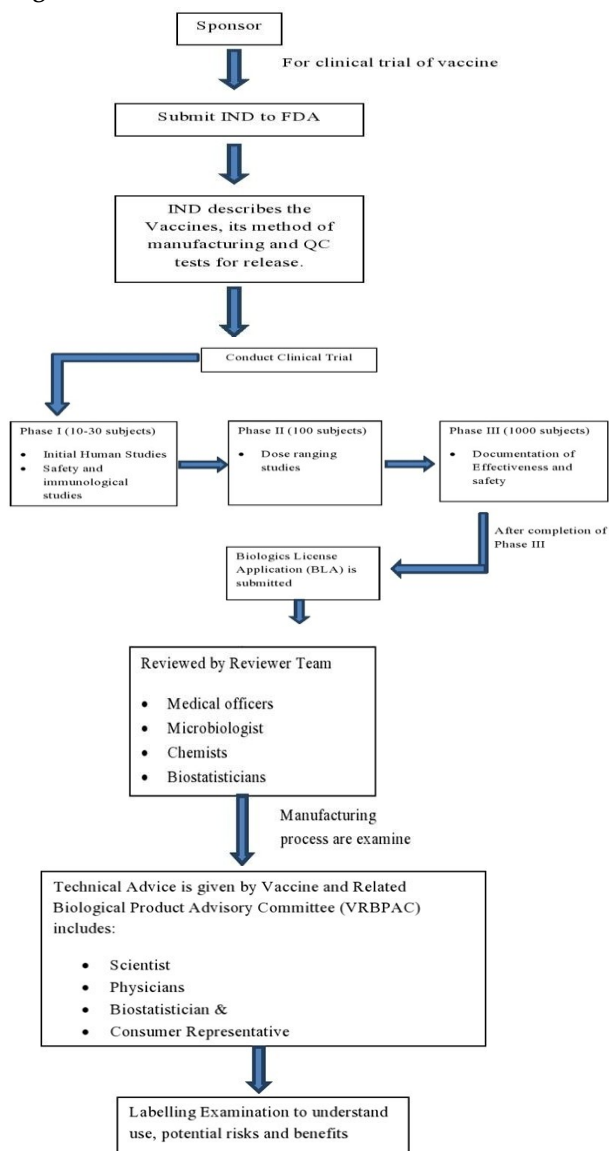 Sponsor
For clinical trial of vaccine
Submit IND to FDA
IND describes the
Vaccines, its method of
manufacturing and QC
tests for release.
Conduct Clinical Trial
Phase I (10-30 subjects)
• Initial Human Studies
• Safety and
immunological
studies
Phase II (100 subjects)
• Dose ranging
studies
Phase III (1000 subjects)
• Documentation of
Effectiveness and
safety
After completion of
Phase III
Biologics License
Application (BLA) is
submitted
Reviewed by Reviewer Team
• Medical officers
• Microbiologist
• Chemists
• Biostatisticians
Manufacturing
process are examine
Technical Advice is given by Vaccine and Related
Biological Product Advisory Committee (VRBPAC)
includes:
• Scientist
• Physicians
• Biostatistician &
• Consumer Representative
Labelling Examination to understand
use, potential risks and benefits